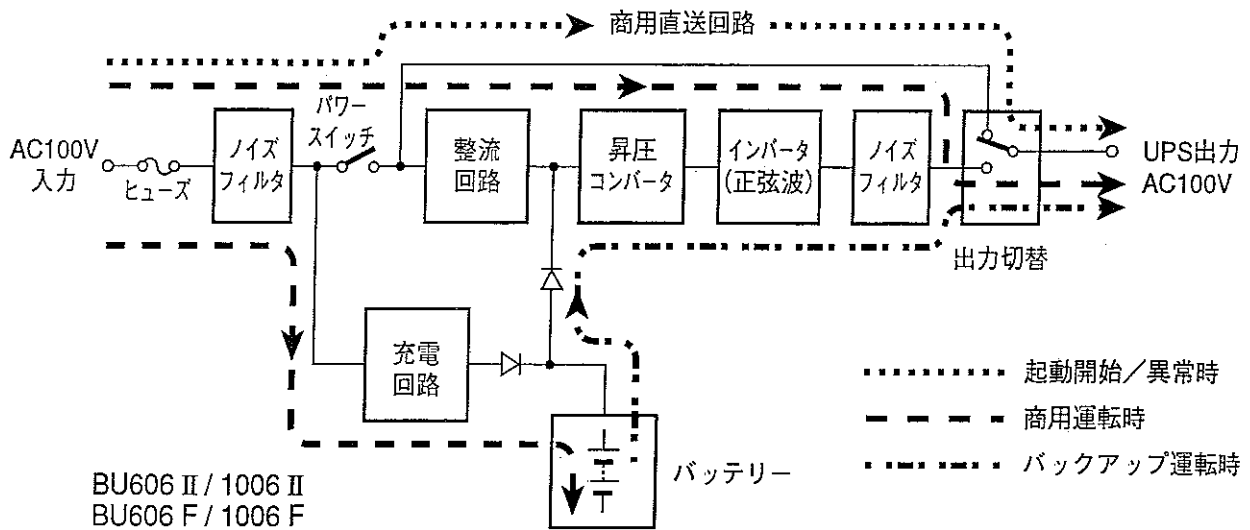 商用直送回路
パワー
スイッチ
AC100V
入力
ヒューズ
ノイズ
フィルタ
整流
回路
昇圧
コンバータ
インバータ
(正弦波)
ノイズ
フィルタ
UPS出力
AC100V
出力切替
充電
回路
バッテリー
起動開始／異常時
商用運転時
バックアップ運転時
BU606 II / 1006 II
BU606 F / 1006 F